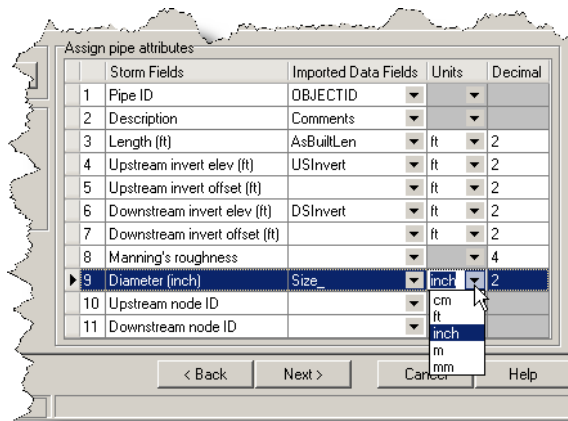 Assign pipe attributes
Storm Fields Imported Data Fields Units Decimal
1 Pipe ID OBJECTID
2 Description Comments
3 Length (ft) AsBuiltLen ft 2
4 Upstream invert elev (ft) USInvert ft 2
5 Upstream invert offset (ft) ft 2
6 Downstream invert elev (ft) DSInvert ft 2
7 Downstream invert offset (ft) ft 2
8 Manning's roughness 4
9 Diameter (inch) Size_ inch 2
10 Upstream node ID
11 Downstream node ID
cm
ft
inch
m
mm
< Back Next > Cancel Help